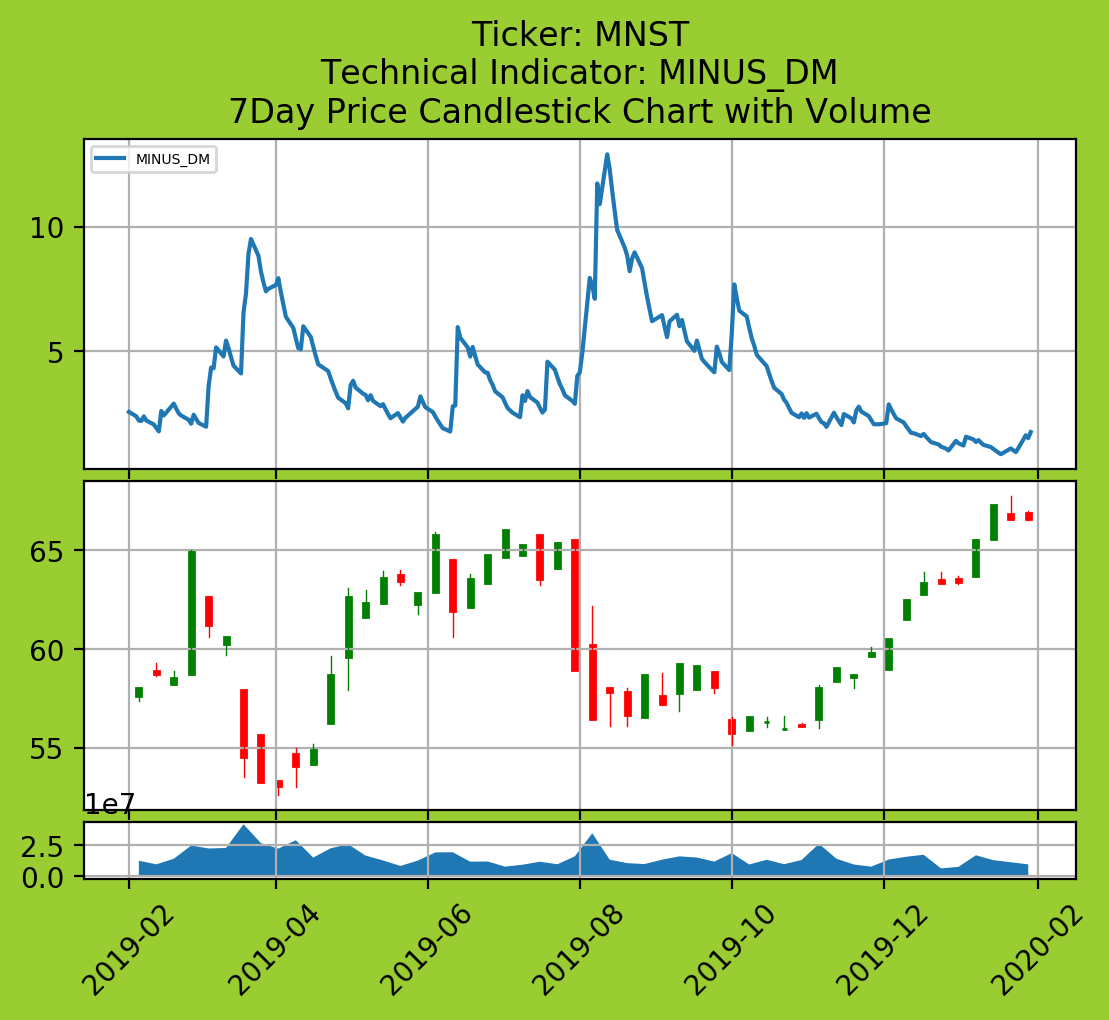 Ticker: MNST
Technical Indicator: MINUS_DM
7Day Price Candlestick Chart with Volume
MINUS_DM
10
5
65
60
55
1e7
2.5
0.0
2019-02
2019-04
2019-06
2019-08
2019-10
2019-12
2020-02